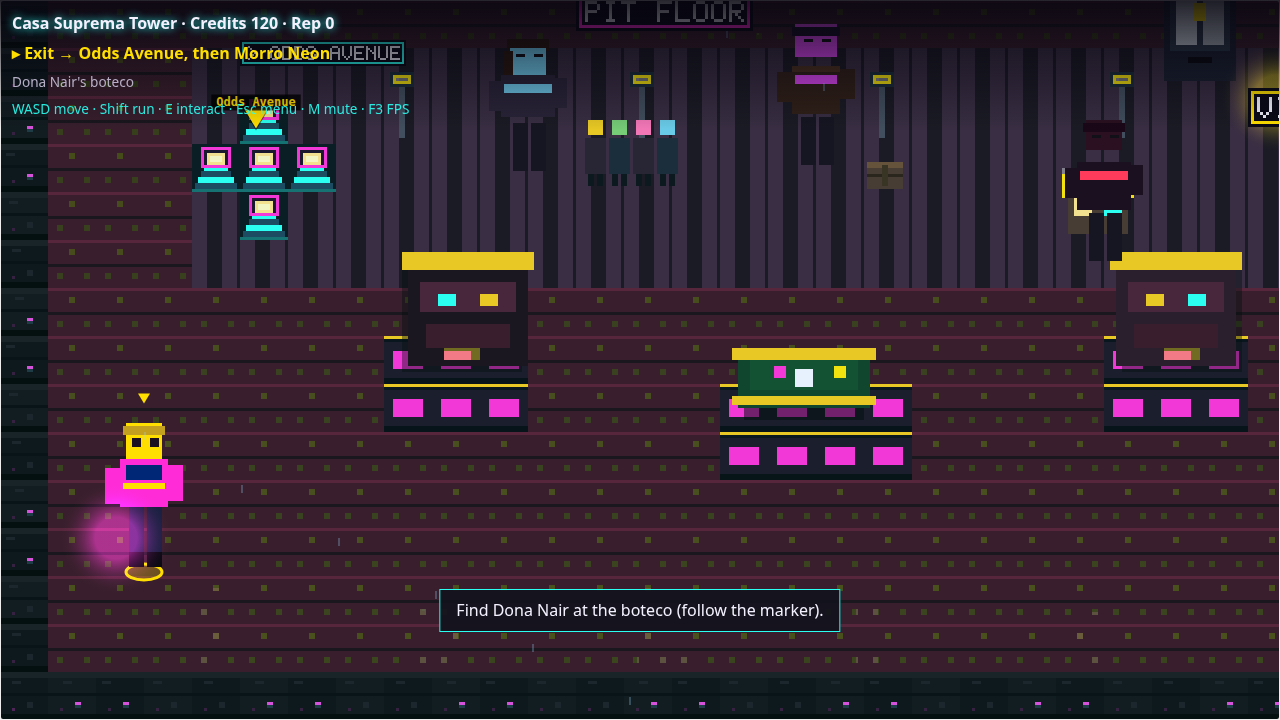 PIT FLOOR
Casa Suprema Tower · Credits 120 · Rep 0
▸ Exit → Odds Avenue, then Morro Neon
ODDS AVENUE
Dona Nair's boteco
Odds Avenue
WASD move · Shift run · E interact · Esc menu · M mute · F3 FPS
Find Dona Nair at the boteco (follow the marker).